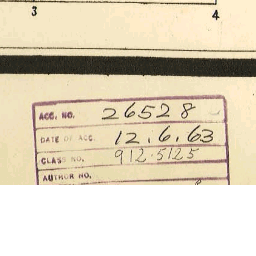 3 4
ACC. NO. 26528
DATE OF ACC. 12.6.63
CLASS NO. 912.5125
AUTHOR NO.